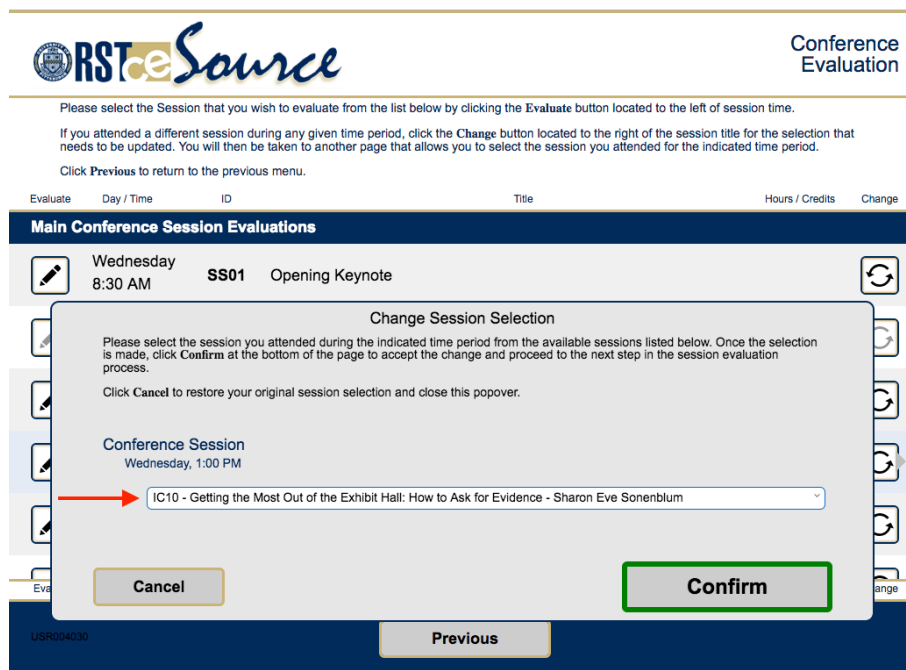 RST ce Source
Conference
Evaluation
Please select the Session that you wish to evaluate from the list below by clicking the Evaluate button located to the left of session time.
If you attended a different session during any given time period, click the Change button located to the right of the session title for the selection that
needs to be updated. You will then be taken to another page that allows you to select the session you attended for the indicated time period.
Click Previous to return to the previous menu.
Evaluate Day / Time ID Title Hours / Credits Change
Main Conference Session Evaluations
Wednesday
8:30 AM SS01 Opening Keynote
Change Session Selection
Please select the session you attended during the indicated time period from the available sessions listed below. Once the selection
is made, click Confirm at the bottom of the page to accept the change and proceed to the next step in the session evaluation
process.
Click Cancel to restore your original session selection and close this popover.
Conference Session
Wednesday, 1:00 PM
IC10 - Getting the Most Out of the Exhibit Hall: How to Ask for Evidence - Sharon Eve Sonenblum
Cancel Confirm
Eva ange
USR004030
Previous